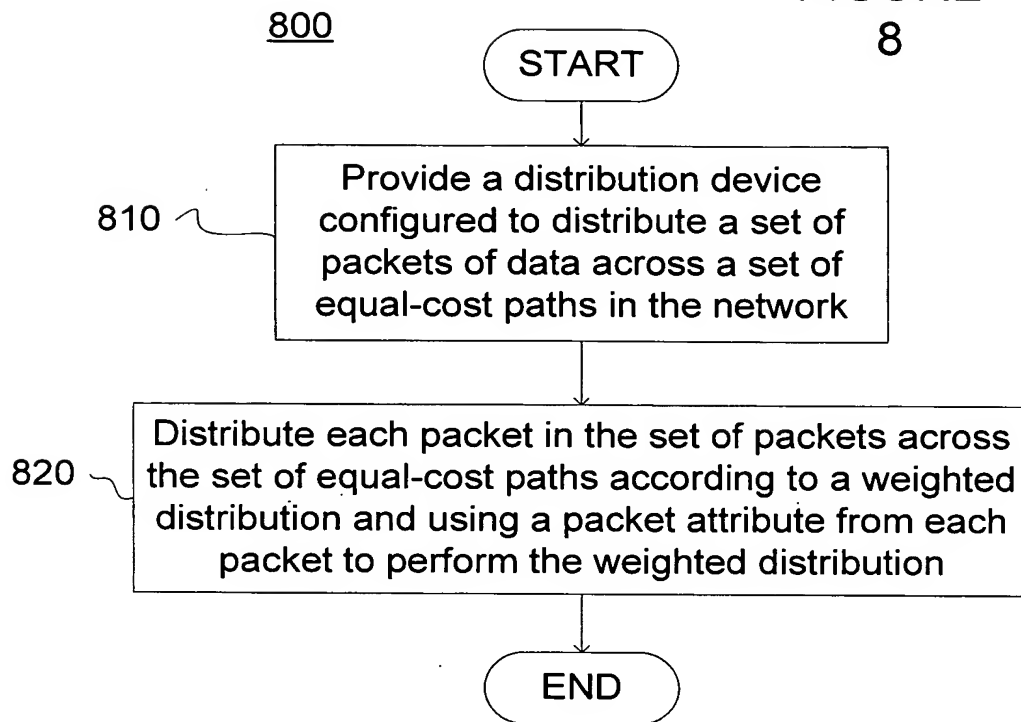 800
8
START
810
Provide a distribution device
configured to distribute a set of
packets of data across a set of
equal-cost paths in the network
820
Distribute each packet in the set of packets across
the set of equal-cost paths according to a weighted
distribution and using a packet attribute from each
packet to perform the weighted distribution
END